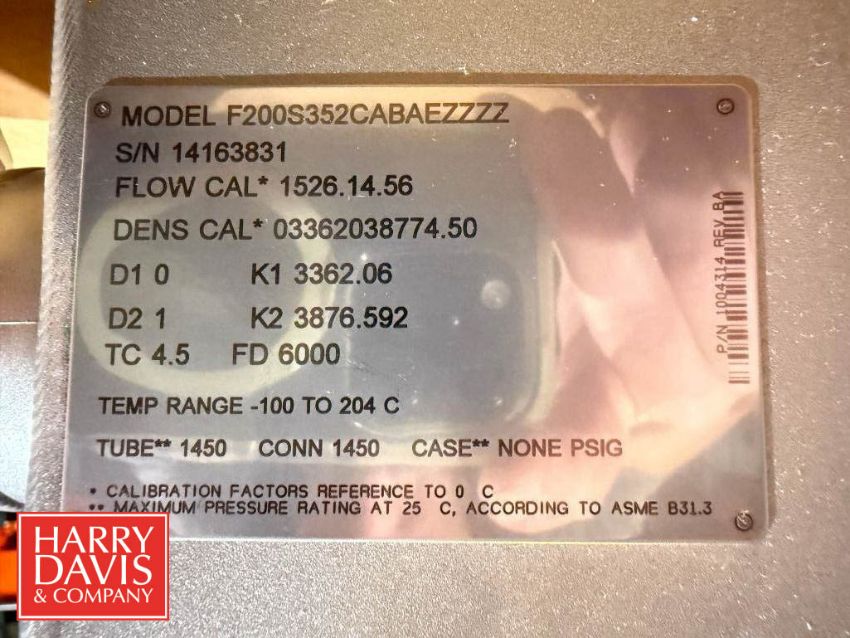 MODEL F200S352CABAEZZZZ
S/N 14163831
FLOW CAL* 1526.14.56
DENS CAL* 03362038774.50
D1 0 K1 3362.06
D2 1 K2 3876.592
TC 4.5 FD 6000
TEMP RANGE -100 TO 204 C
TUBE** 1450 CONN 1450 CASE** NONE PSIG
* CALIBRATION FACTORS REFERENCE TO 0 C
** MAXIMUM PRESSURE RATING AT 25 C, ACCORDING TO ASME B31.3
P/N 1004314 REV BA
HARRY
DAVIS
& COMPANY